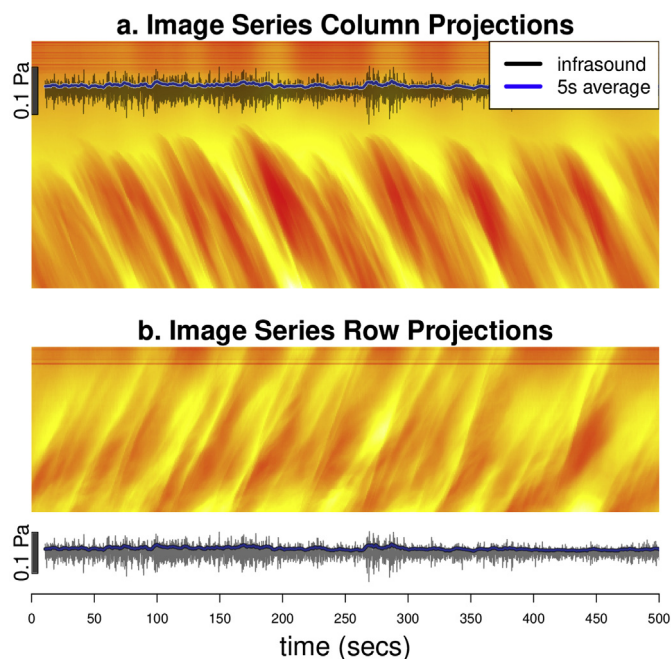 a. Image Series Column Projections
infrasound
5s average
0.1 Pa
b. Image Series Row Projections
0.1 Pa
0 50 100 150 200 250 300 350 400 450 500
time (secs)